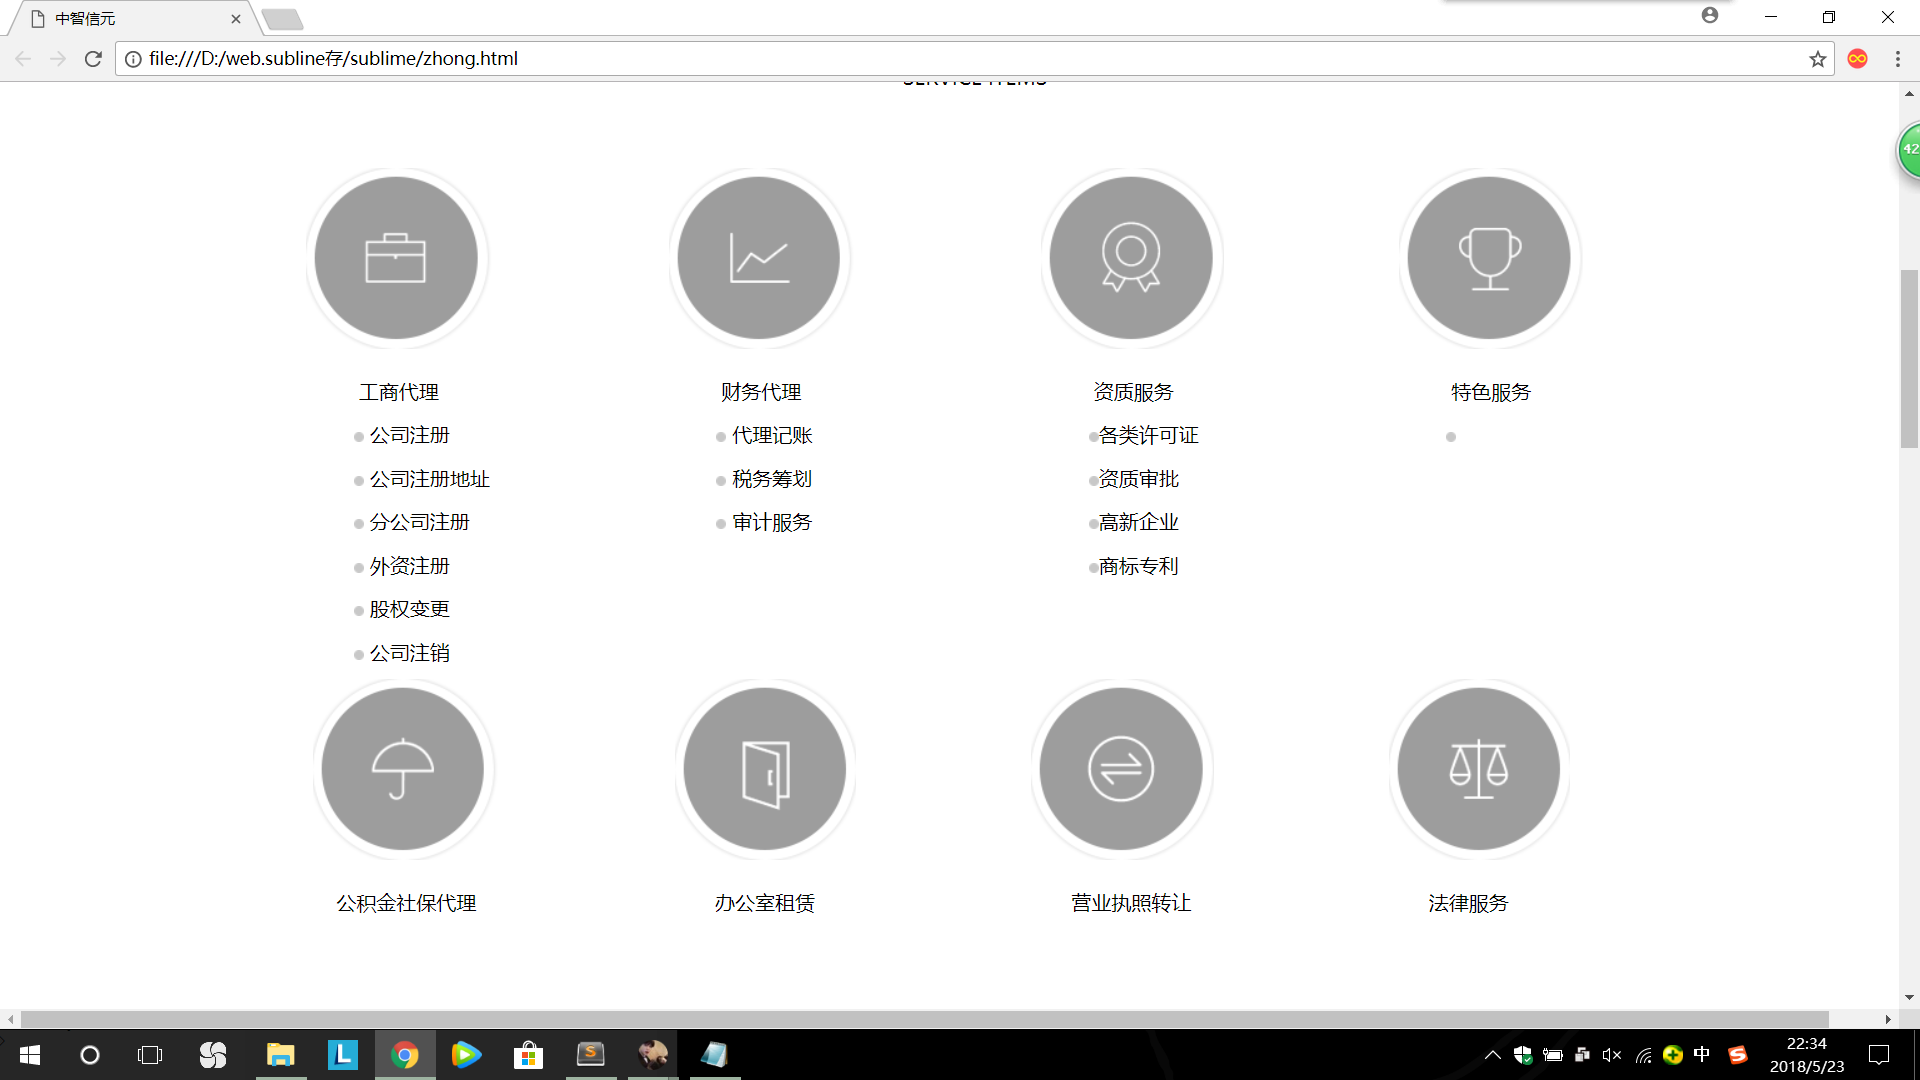 中智信元
file:///D:/web.subline存/sublime/zhong.html
SERVICE ITEMS
42
工商代理
财务代理
资质服务
特色服务
公司注册
代理记账
各类许可证
公司注册地址
税务筹划
资质审批
分公司注册
审计服务
高新企业
外资注册
商标专利
股权变更
公司注销
公积金社保代理
办公室租赁
营业执照转让
法律服务
中
22:34
2018/5/23